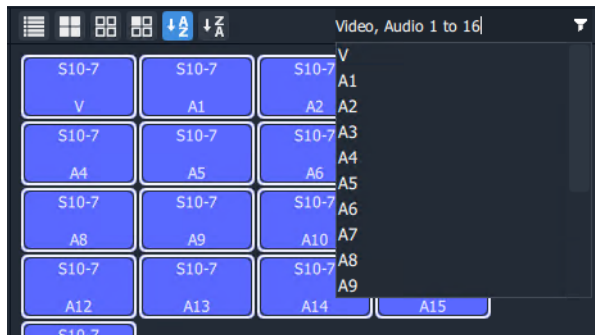 Video, Audio 1 to 16
S10-7 S10-7 S10-7
V A1 A2
S10-7 S10-7 S10-7
A4 A5 A6
S10-7 S10-7 S10-7
A8 A9 A10
S10-7 S10-7 S10-7
A12 A13 A14 A15
S10-7
V
A1
A2
A3
A4
A5
A6
A7
A8
A9